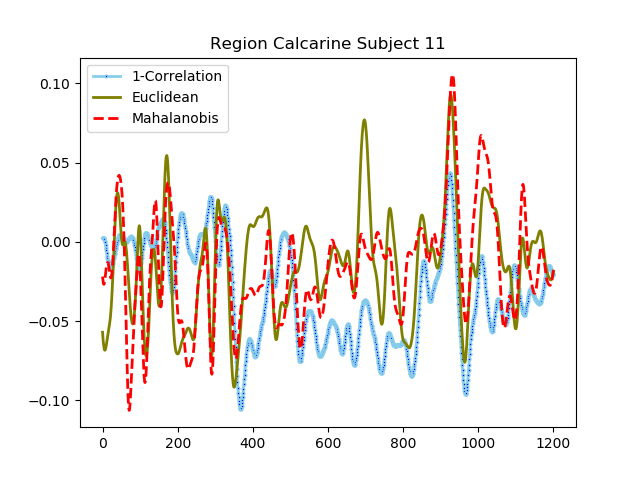 Region Calcarine Subject 11
1-Correlation
Euclidean
Mahalanobis
0.10
0.05
0.00
−0.05
−0.10
0 200 400 600 800 1000 1200